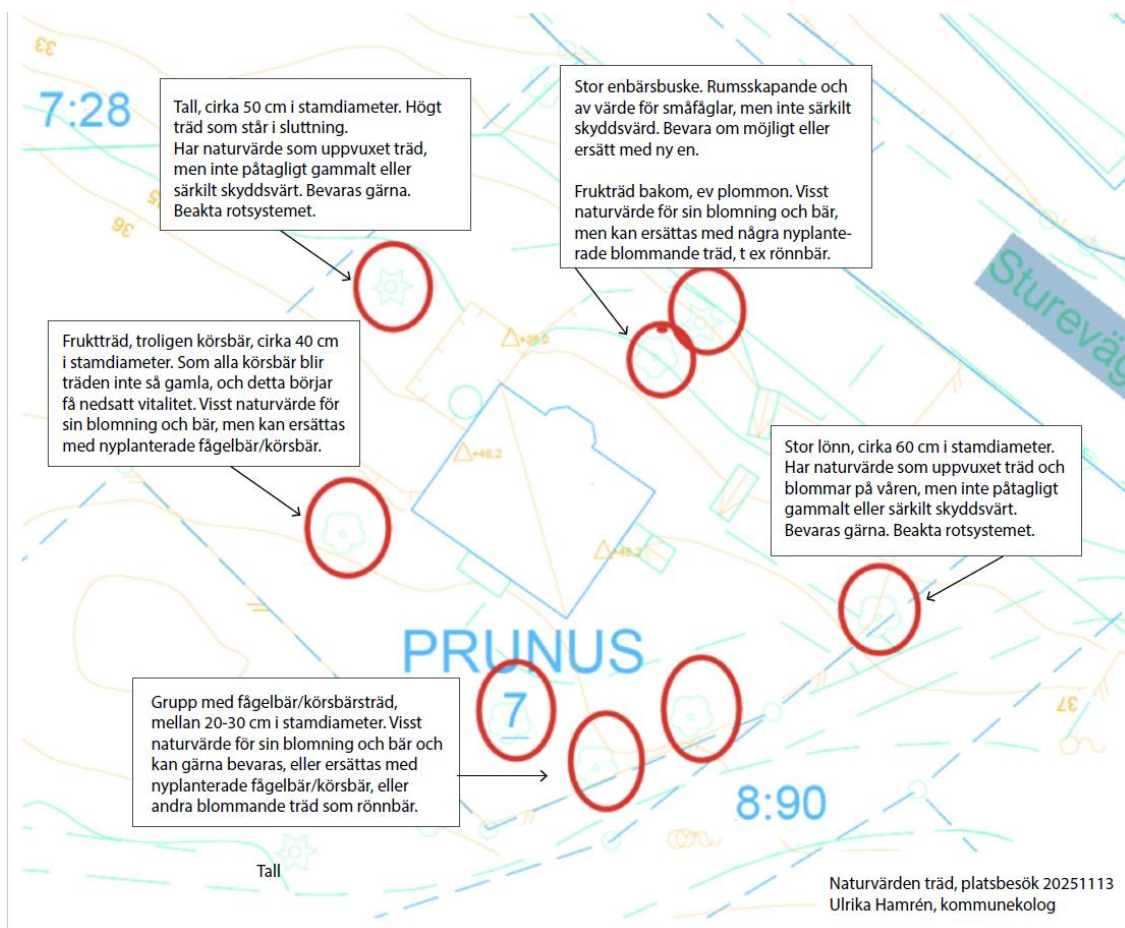 33
7:28
Tall, cirka 50 cm i stamdiameter. Högt
träd som står i sluttning.
Har naturvärde som uppvuxet träd,
men inte påtagligt gammalt eller
särkilt skyddsvärt. Bevaras gärna.
Beakta rotsystemet.
Stor enbärsbuske. Rumsskapande och
av värde för småfåglar, men inte särkilt
skyddsvärd. Bevara om möjligt eller
ersätt med ny en.
Frukträd bakom, ev plommon. Visst
naturvärde för sin blomning och bär,
men kan ersättas med några nyplante-
rade blommande träd, t ex rönnbär.
36
Stureväg
Fruktträd, troligen körsbär, cirka 40 cm
i stamdiameter. Som alla körsbär blir
träden inte så gamla, och detta börjar
få nedsatt vitalitet. Visst naturvärde för
sin blomning och bär, men kan ersättas
med nyplanterade fågelbär/körsbär.
+48,2
Stor lönn, cirka 60 cm i stamdiameter.
Har naturvärde som uppvuxet träd och
blommar på våren, men inte påtagligt
gammalt eller särkilt skyddsvärt.
Bevaras gärna. Beakta rotsystemet.
PRUNUS
7
37
Grupp med fågelbär/körsbärsträd,
mellan 20-30 cm i stamdiameter. Visst
naturvärde för sin blomning och bär och
kan gärna bevaras, eller ersättas med
nyplanterade fågelbär/körsbär, eller
andra blommande träd som rönnbär.
8:90
Tall
Naturvärden träd, platsbesök 20251113
Ulrika Hamrén, kommunekolog